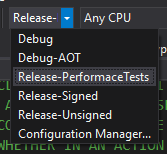 Release- Any CPU
Debug
Debug-AOT
Release-PerformaceTests
Release-Signed
Release-Unsigned
Configuration Manager...
WHETHER IN AN ACTION